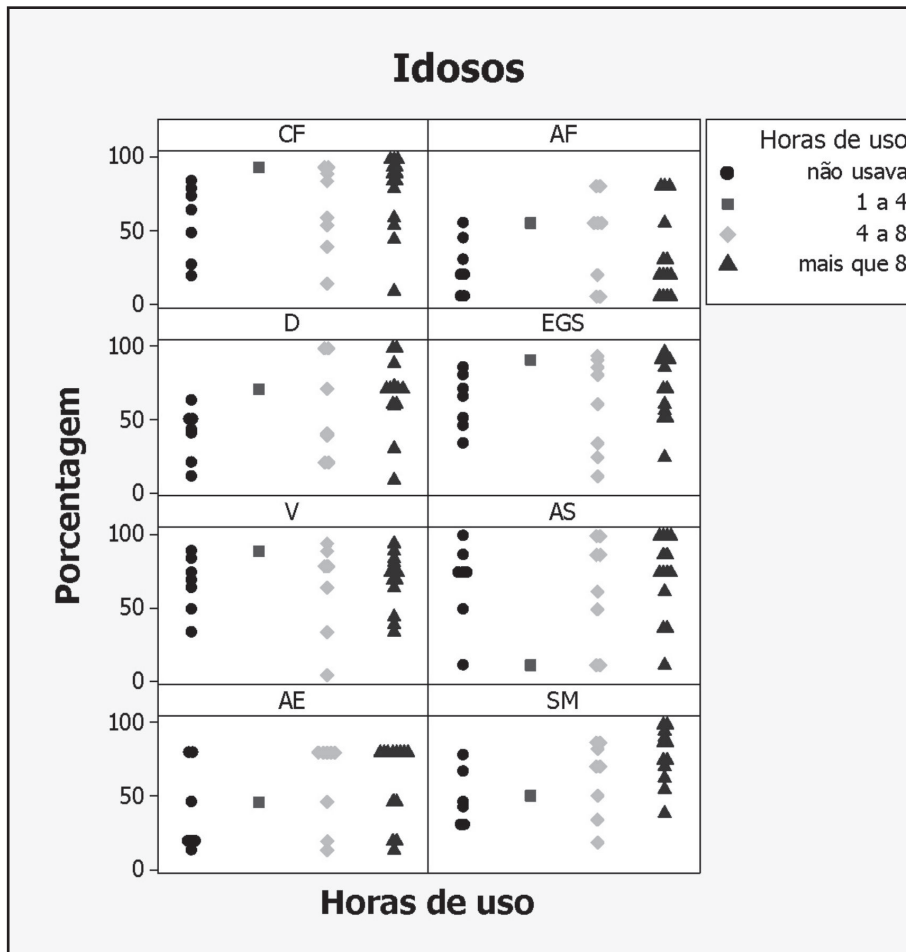 Idosos
CF AF
Horas de uso
não usava
1 a 4
4 a 8
mais que 8
100
50
0
D EGS
100
50
0
V AS
100
50
0
AE SM
100
50
0
Porcentagem
Horas de uso